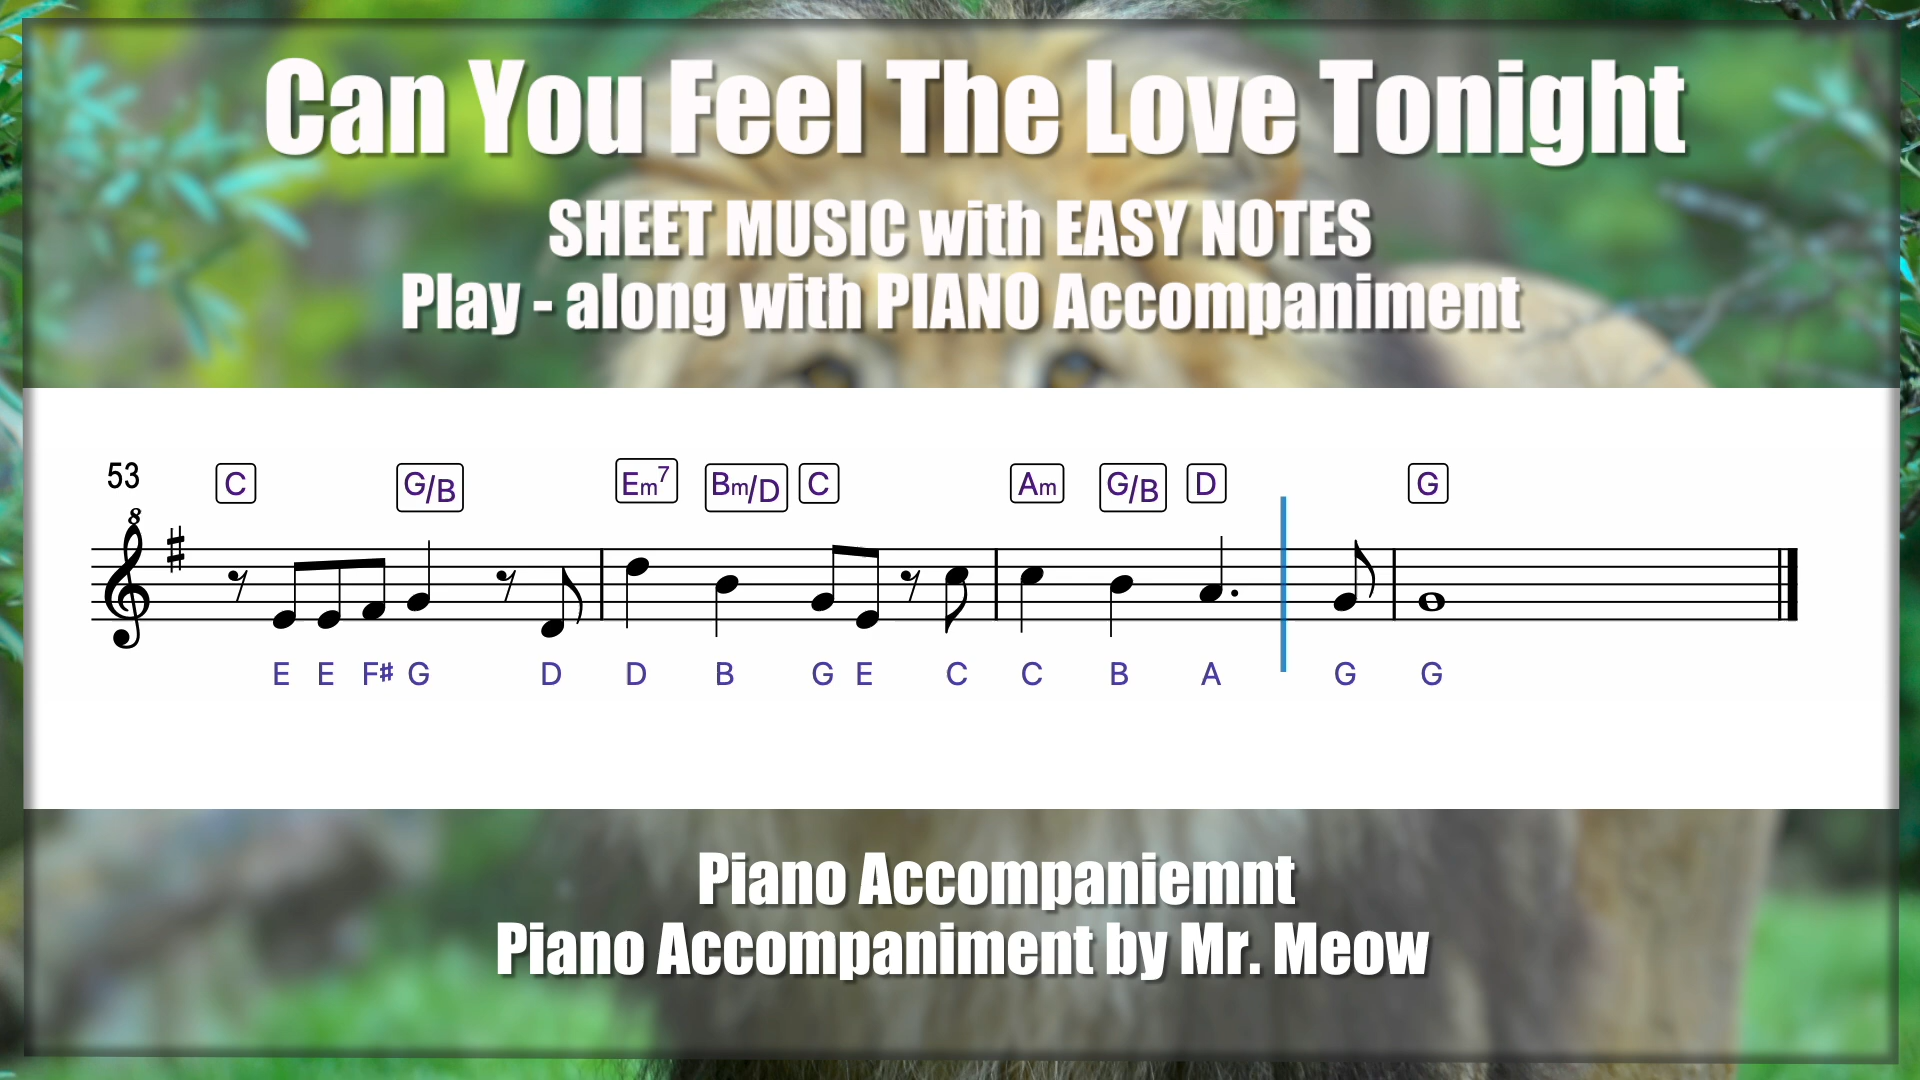 Can You Feel The Love Tonight
SHEET MUSIC with EASY NOTES
Play - along with PIANO Accompaniment
53 C G/B Em7 Bm/D C Am G/B D G
8
E E F# G D D B G E C C B A G G
Piano Accompaniemnt
Piano Accompaniment by Mr. Meow